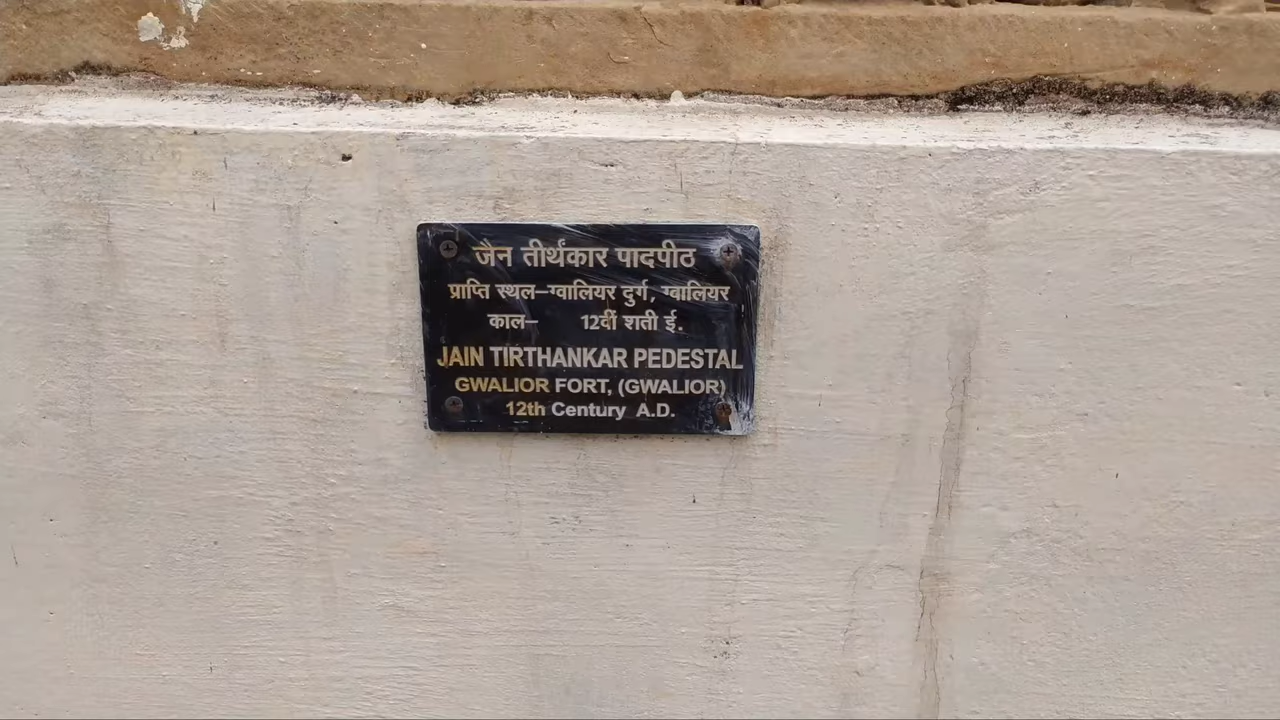 जैन तीर्थंकार पादपीठ
प्राप्ति स्थल–ग्वालियर दुर्ग, ग्वालियर
काल– 12वीं शती ई.
JAIN TIRTHANKAR PEDESTAL
GWALIOR FORT, (GWALIOR)
12th Century A.D.